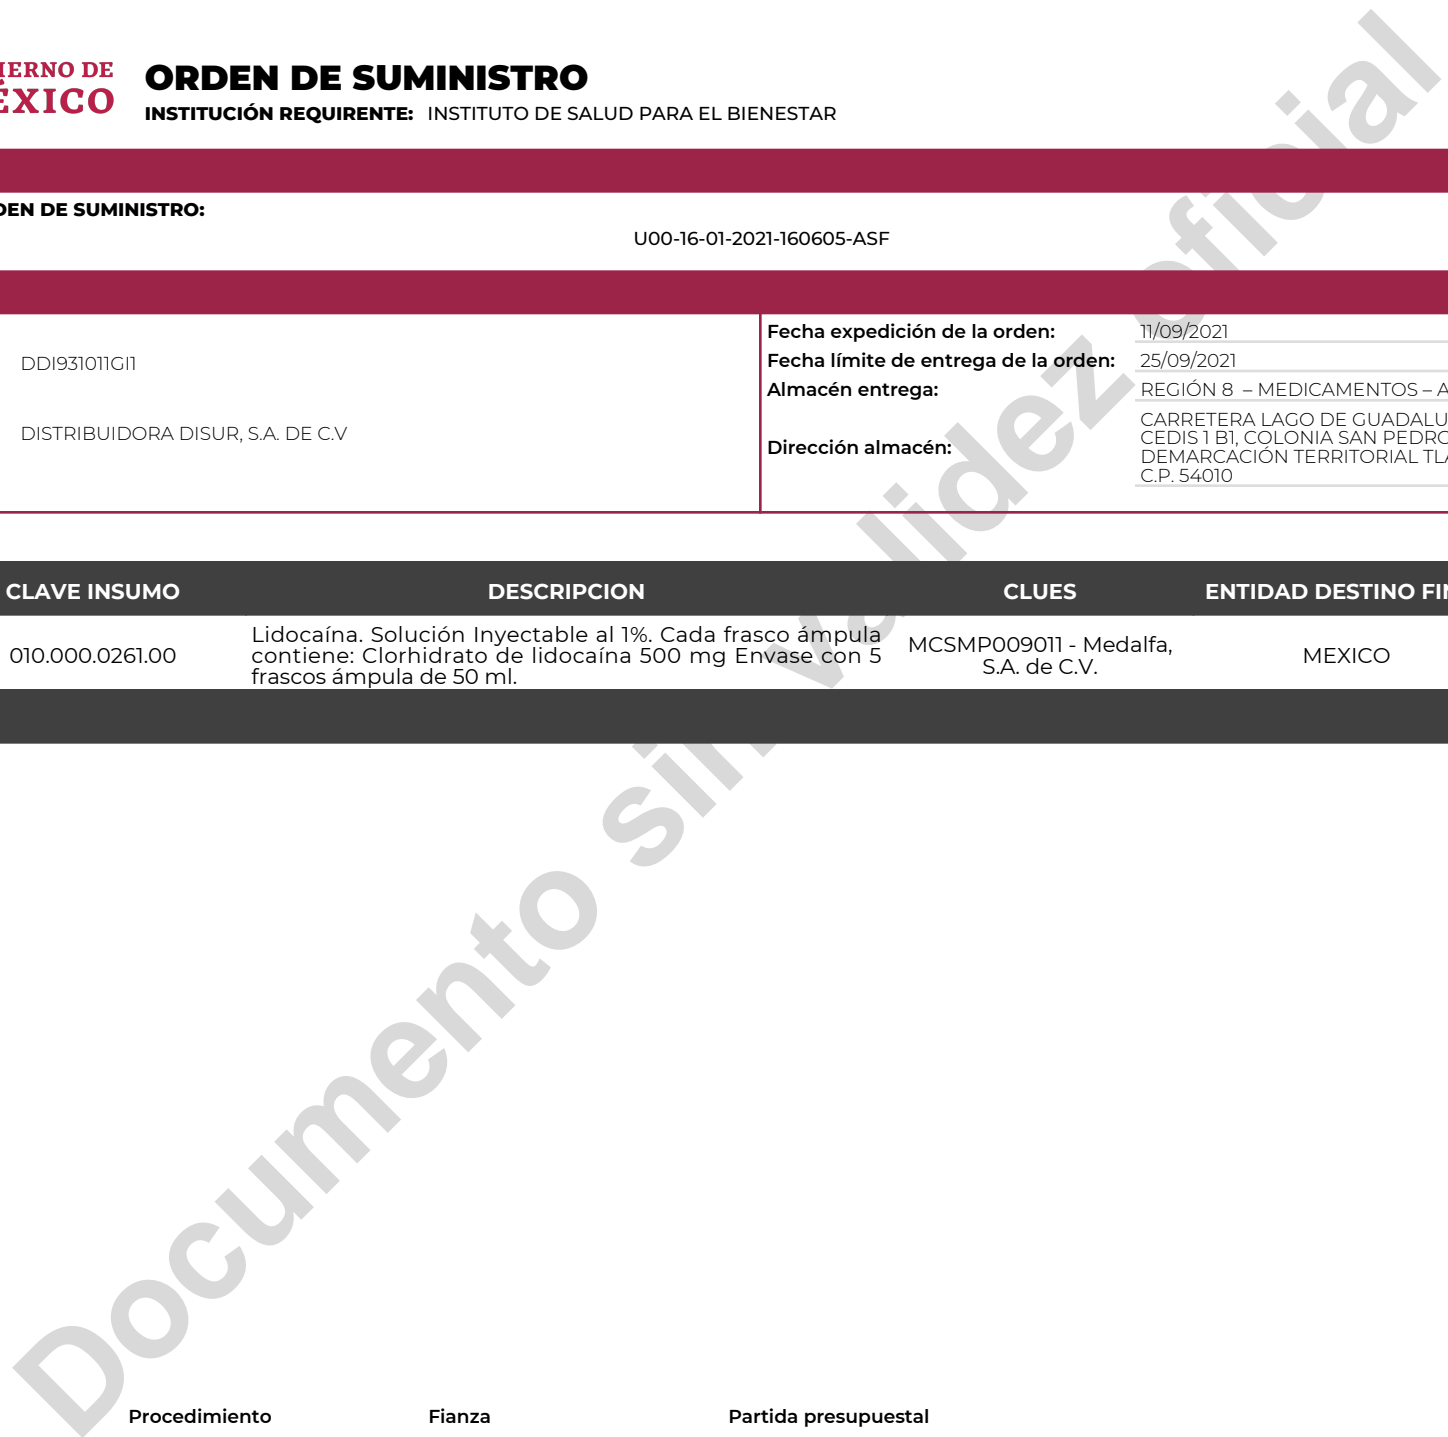 IERNO DE
ÉXICO
ORDEN DE SUMINISTRO
INSTITUCIÓN REQUIRENTE: INSTITUTO DE SALUD PARA EL BIENESTAR
DEN DE SUMINISTRO:
U00-16-01-2021-160605-ASF
DDI931011GI1
DISTRIBUIDORA DISUR, S.A. DE C.V
Fecha expedición de la orden: 11/09/2021
Fecha límite de entrega de la orden: 25/09/2021
Almacén entrega: REGIÓN 8 – MEDICAMENTOS – A
Dirección almacén:
CARRETERA LAGO DE GUADALU
CEDIS 1 B1, COLONIA SAN PEDRO
DEMARCACIÓN TERRITORIAL TLA
C.P. 54010
CLAVE INSUMO DESCRIPCION CLUES ENTIDAD DESTINO FIN
010.000.0261.00
Lidocaína. Solución Inyectable al 1%. Cada frasco ámpula
contiene: Clorhidrato de lidocaína 500 mg Envase con 5
frascos ámpula de 50 ml.
MCSMP009011 - Medalfa,
S.A. de C.V.
MEXICO
Documento sin validez oficial
Procedimiento Fianza Partida presupuestal